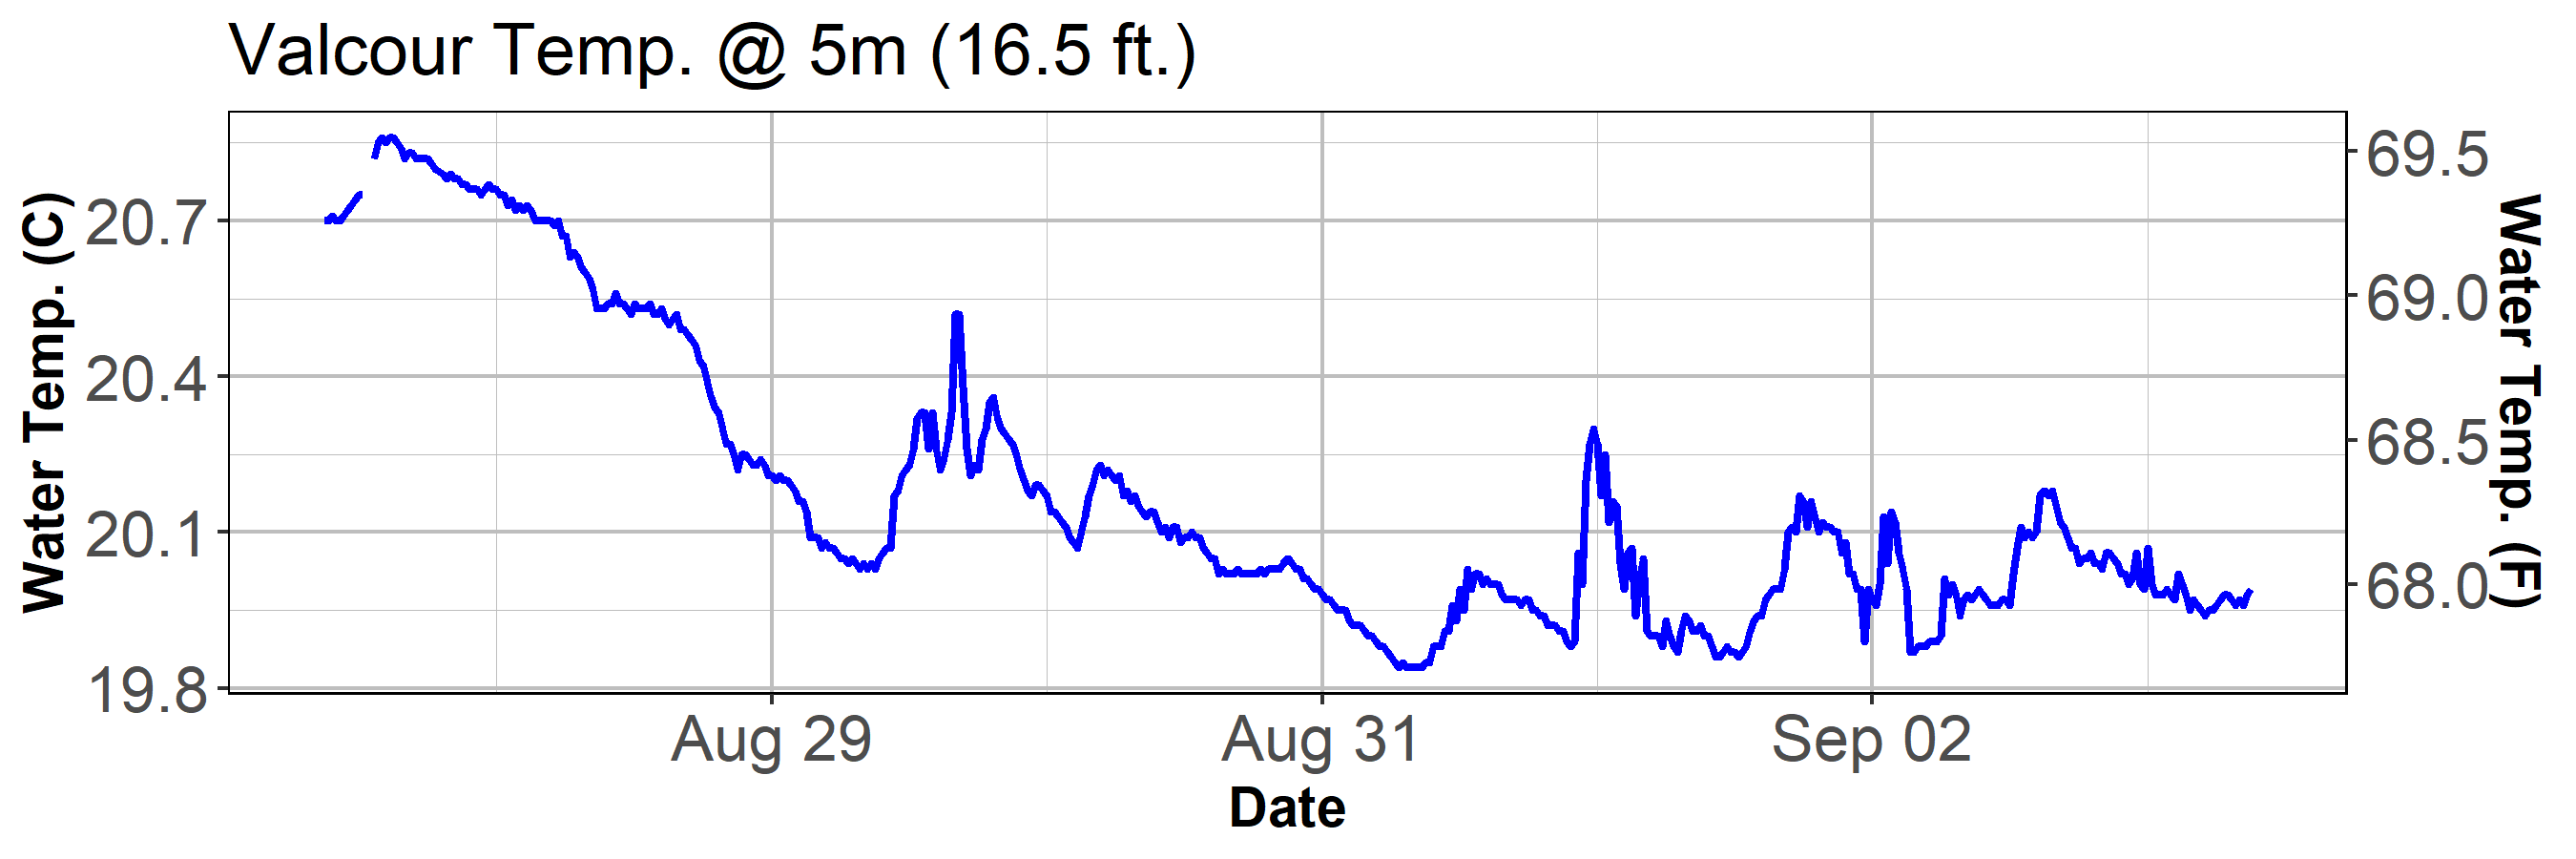 Valcour Temp. @ 5m (16.5 ft.)
Water Temp. (C)
20.7
20.4
20.1
19.8
69.5
69.0
68.5
68.0
Water Temp. (F)
Aug 29
Aug 31
Sep 02
Date